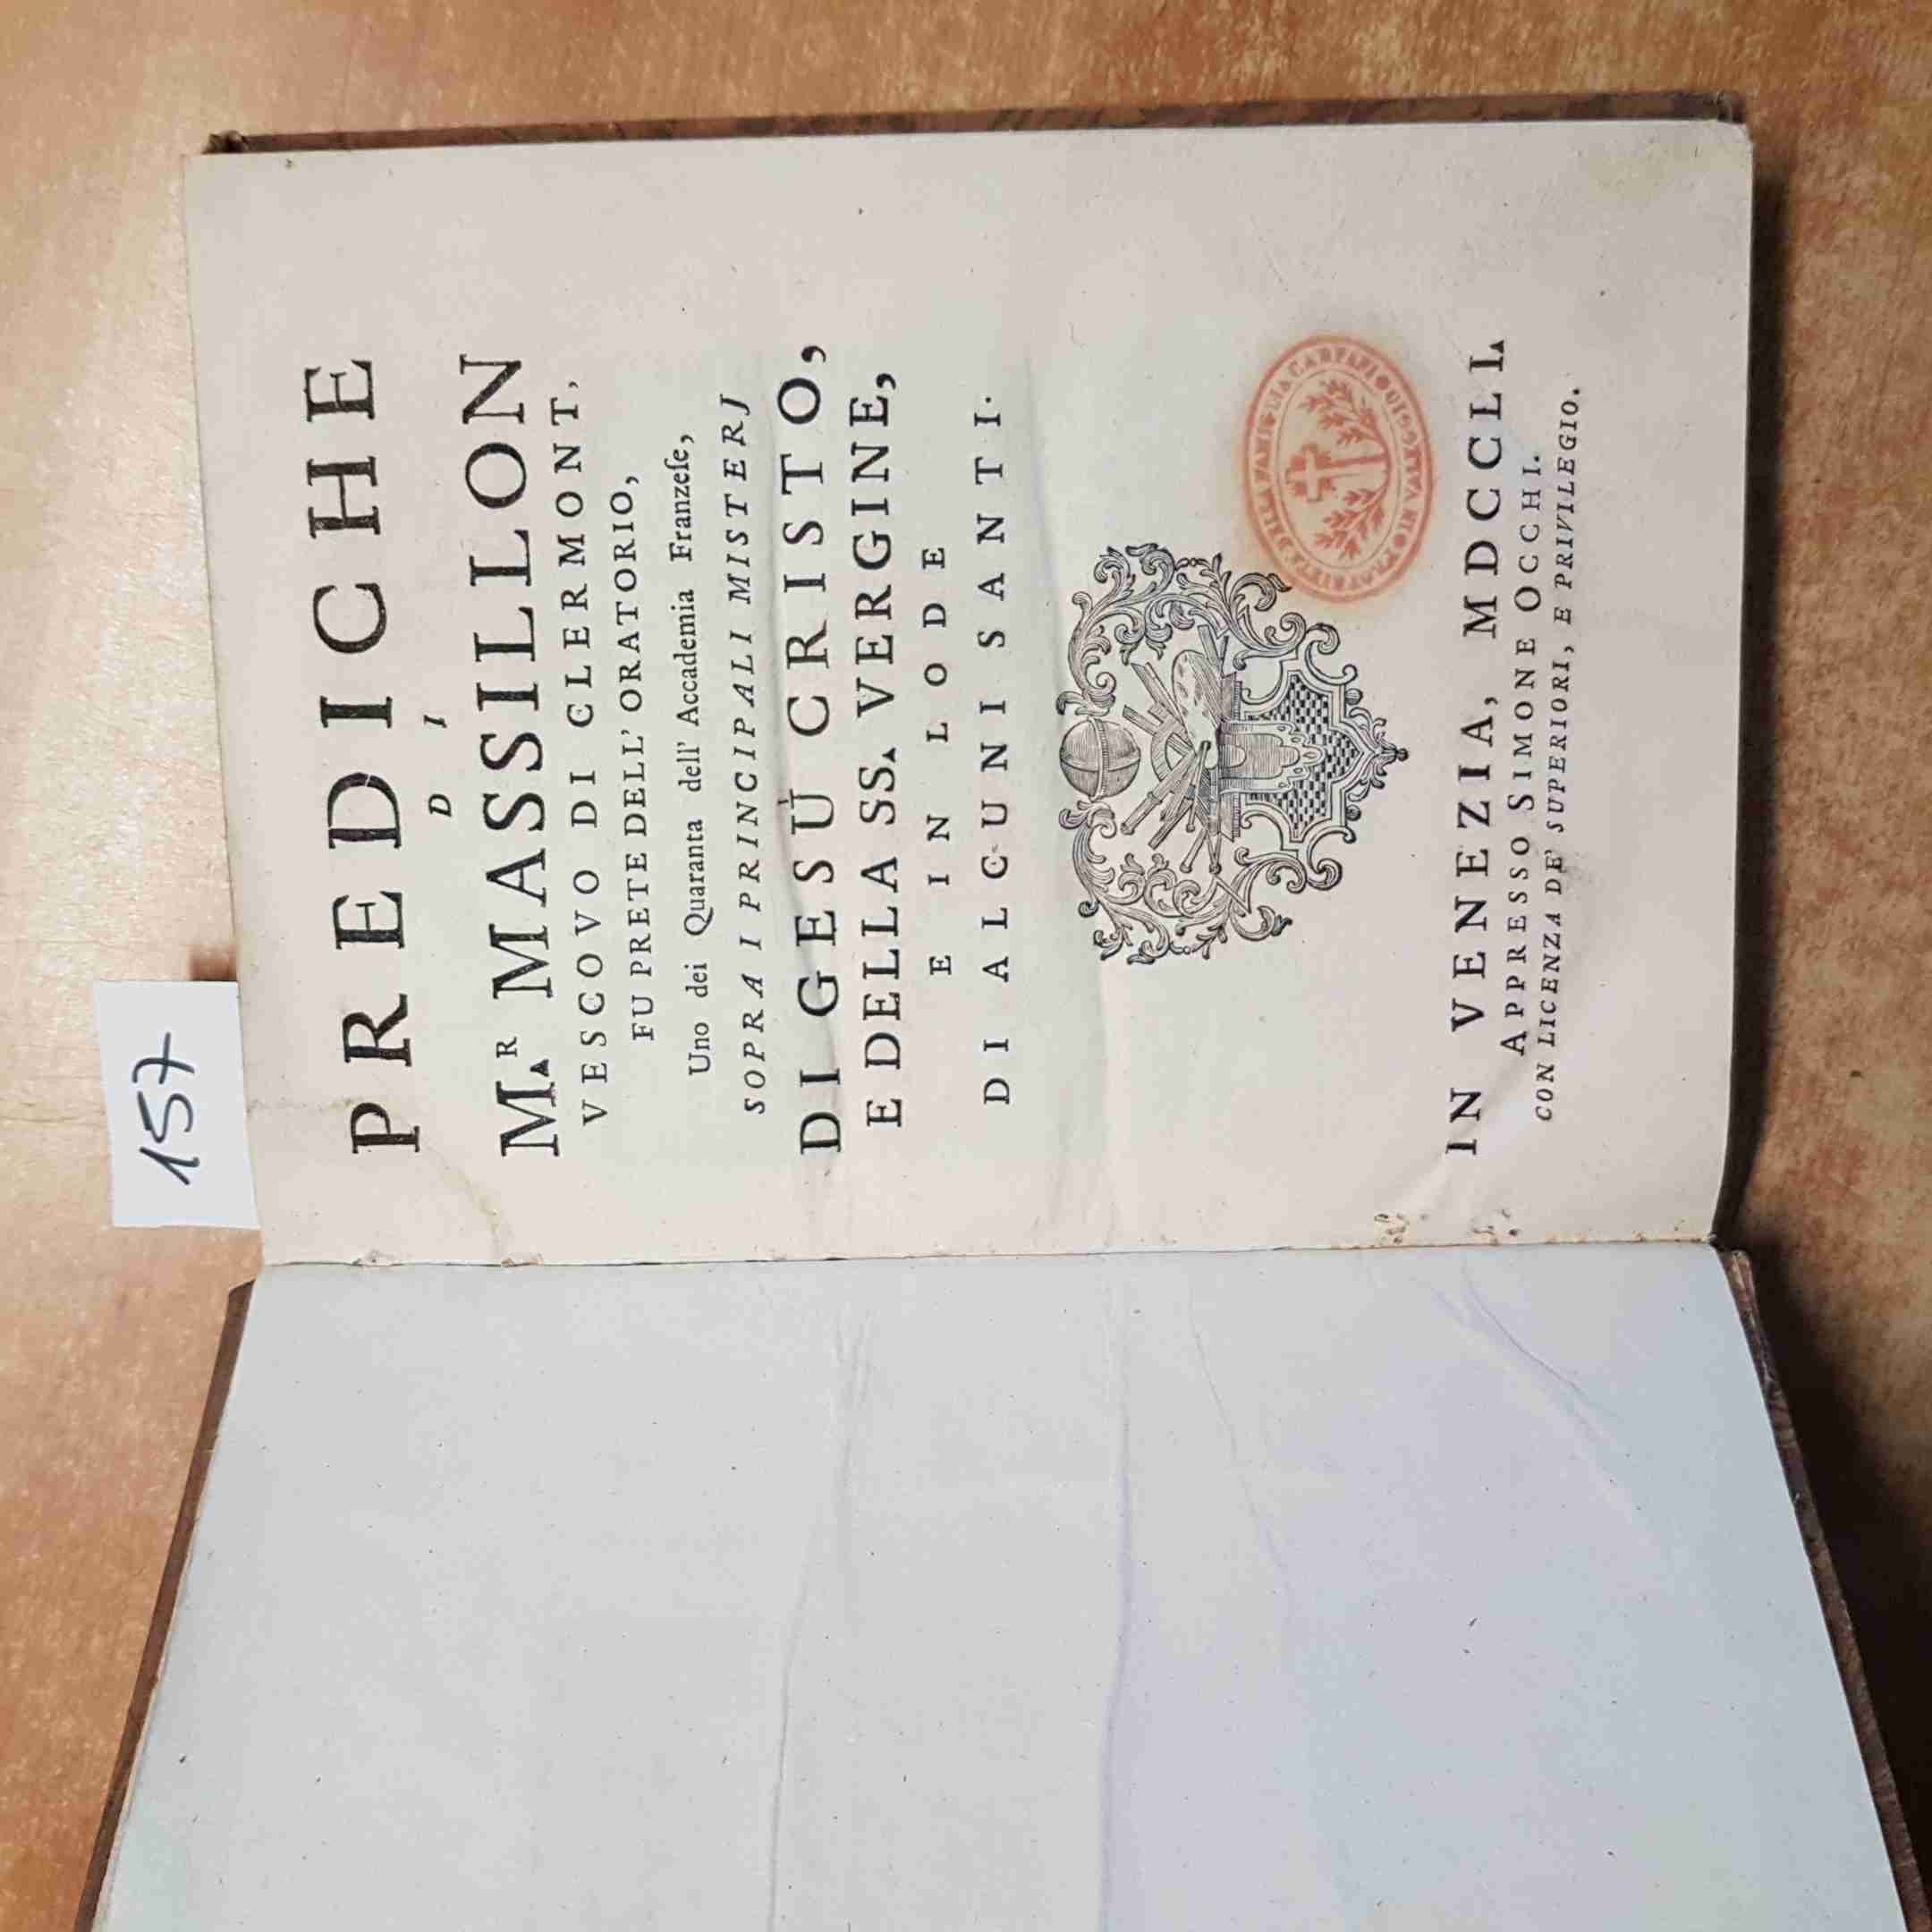 157
PREDICHE
DI
M.R MASSILLON
VESCOVO DI CLERMONT,
FU PRETE DELL' ORATORIO,
Uno dei Quaranta dell' Accademia Franzeſe,
SOPRA I PRINCIPALI MISTERJ
DI GESÙ CRISTO,
E DELLA SS. VERGINE,
E IN LODE
DI ALCUNI SANTI.
IN VENEZIA, MDCCLI.
APPRESSO SIMONE OCCHI.
CON LICENZA DE' SUPERIORI, E PRIVILEGIO.